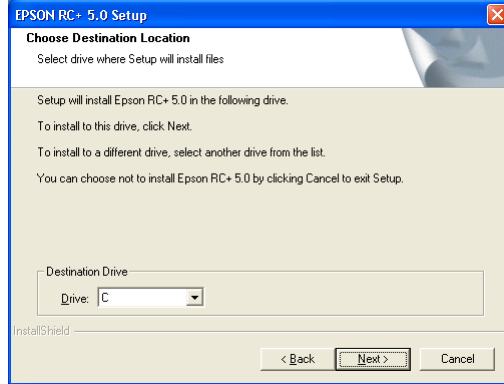 EPSON RC+ 5.0 Setup
Choose Destination Location
Select drive where Setup will install files
Setup will install Epson RC+ 5.0 in the following drive.
To install to this drive, click Next.
To install to a different drive, select another drive from the list.
You can choose not to install Epson RC+ 5.0 by clicking Cancel to exit Setup.
Destination Drive
Drive: C
InstallShield
< Back Next > Cancel